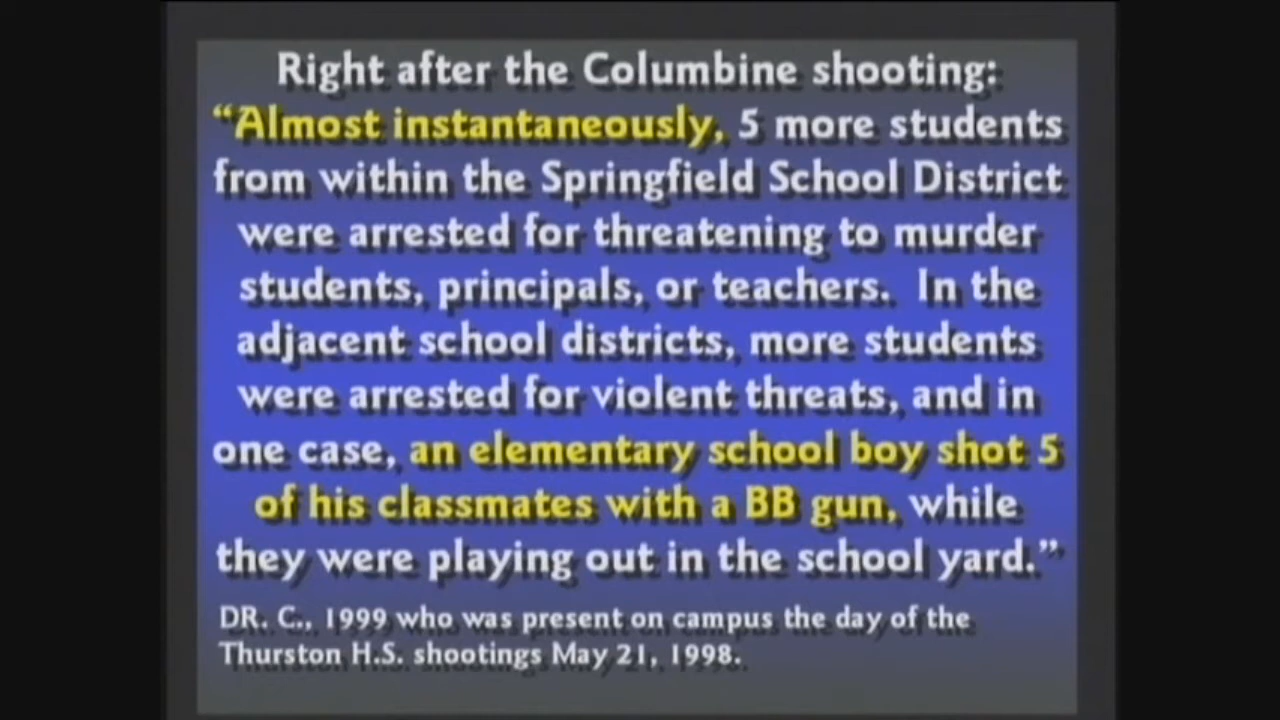 Right after the Columbine shooting:
“Almost instantaneously, 5 more students
from within the Springfield School District
were arrested for threatening to murder
students, principals, or teachers.  In the
adjacent school districts, more students
were arrested for violent threats, and in
one case, an elementary school boy shot 5
of his classmates with a BB gun, while
they were playing out in the school yard.”
DR. C., 1999 who was present on campus the day of the
Thurston H.S. shootings May 21, 1998.